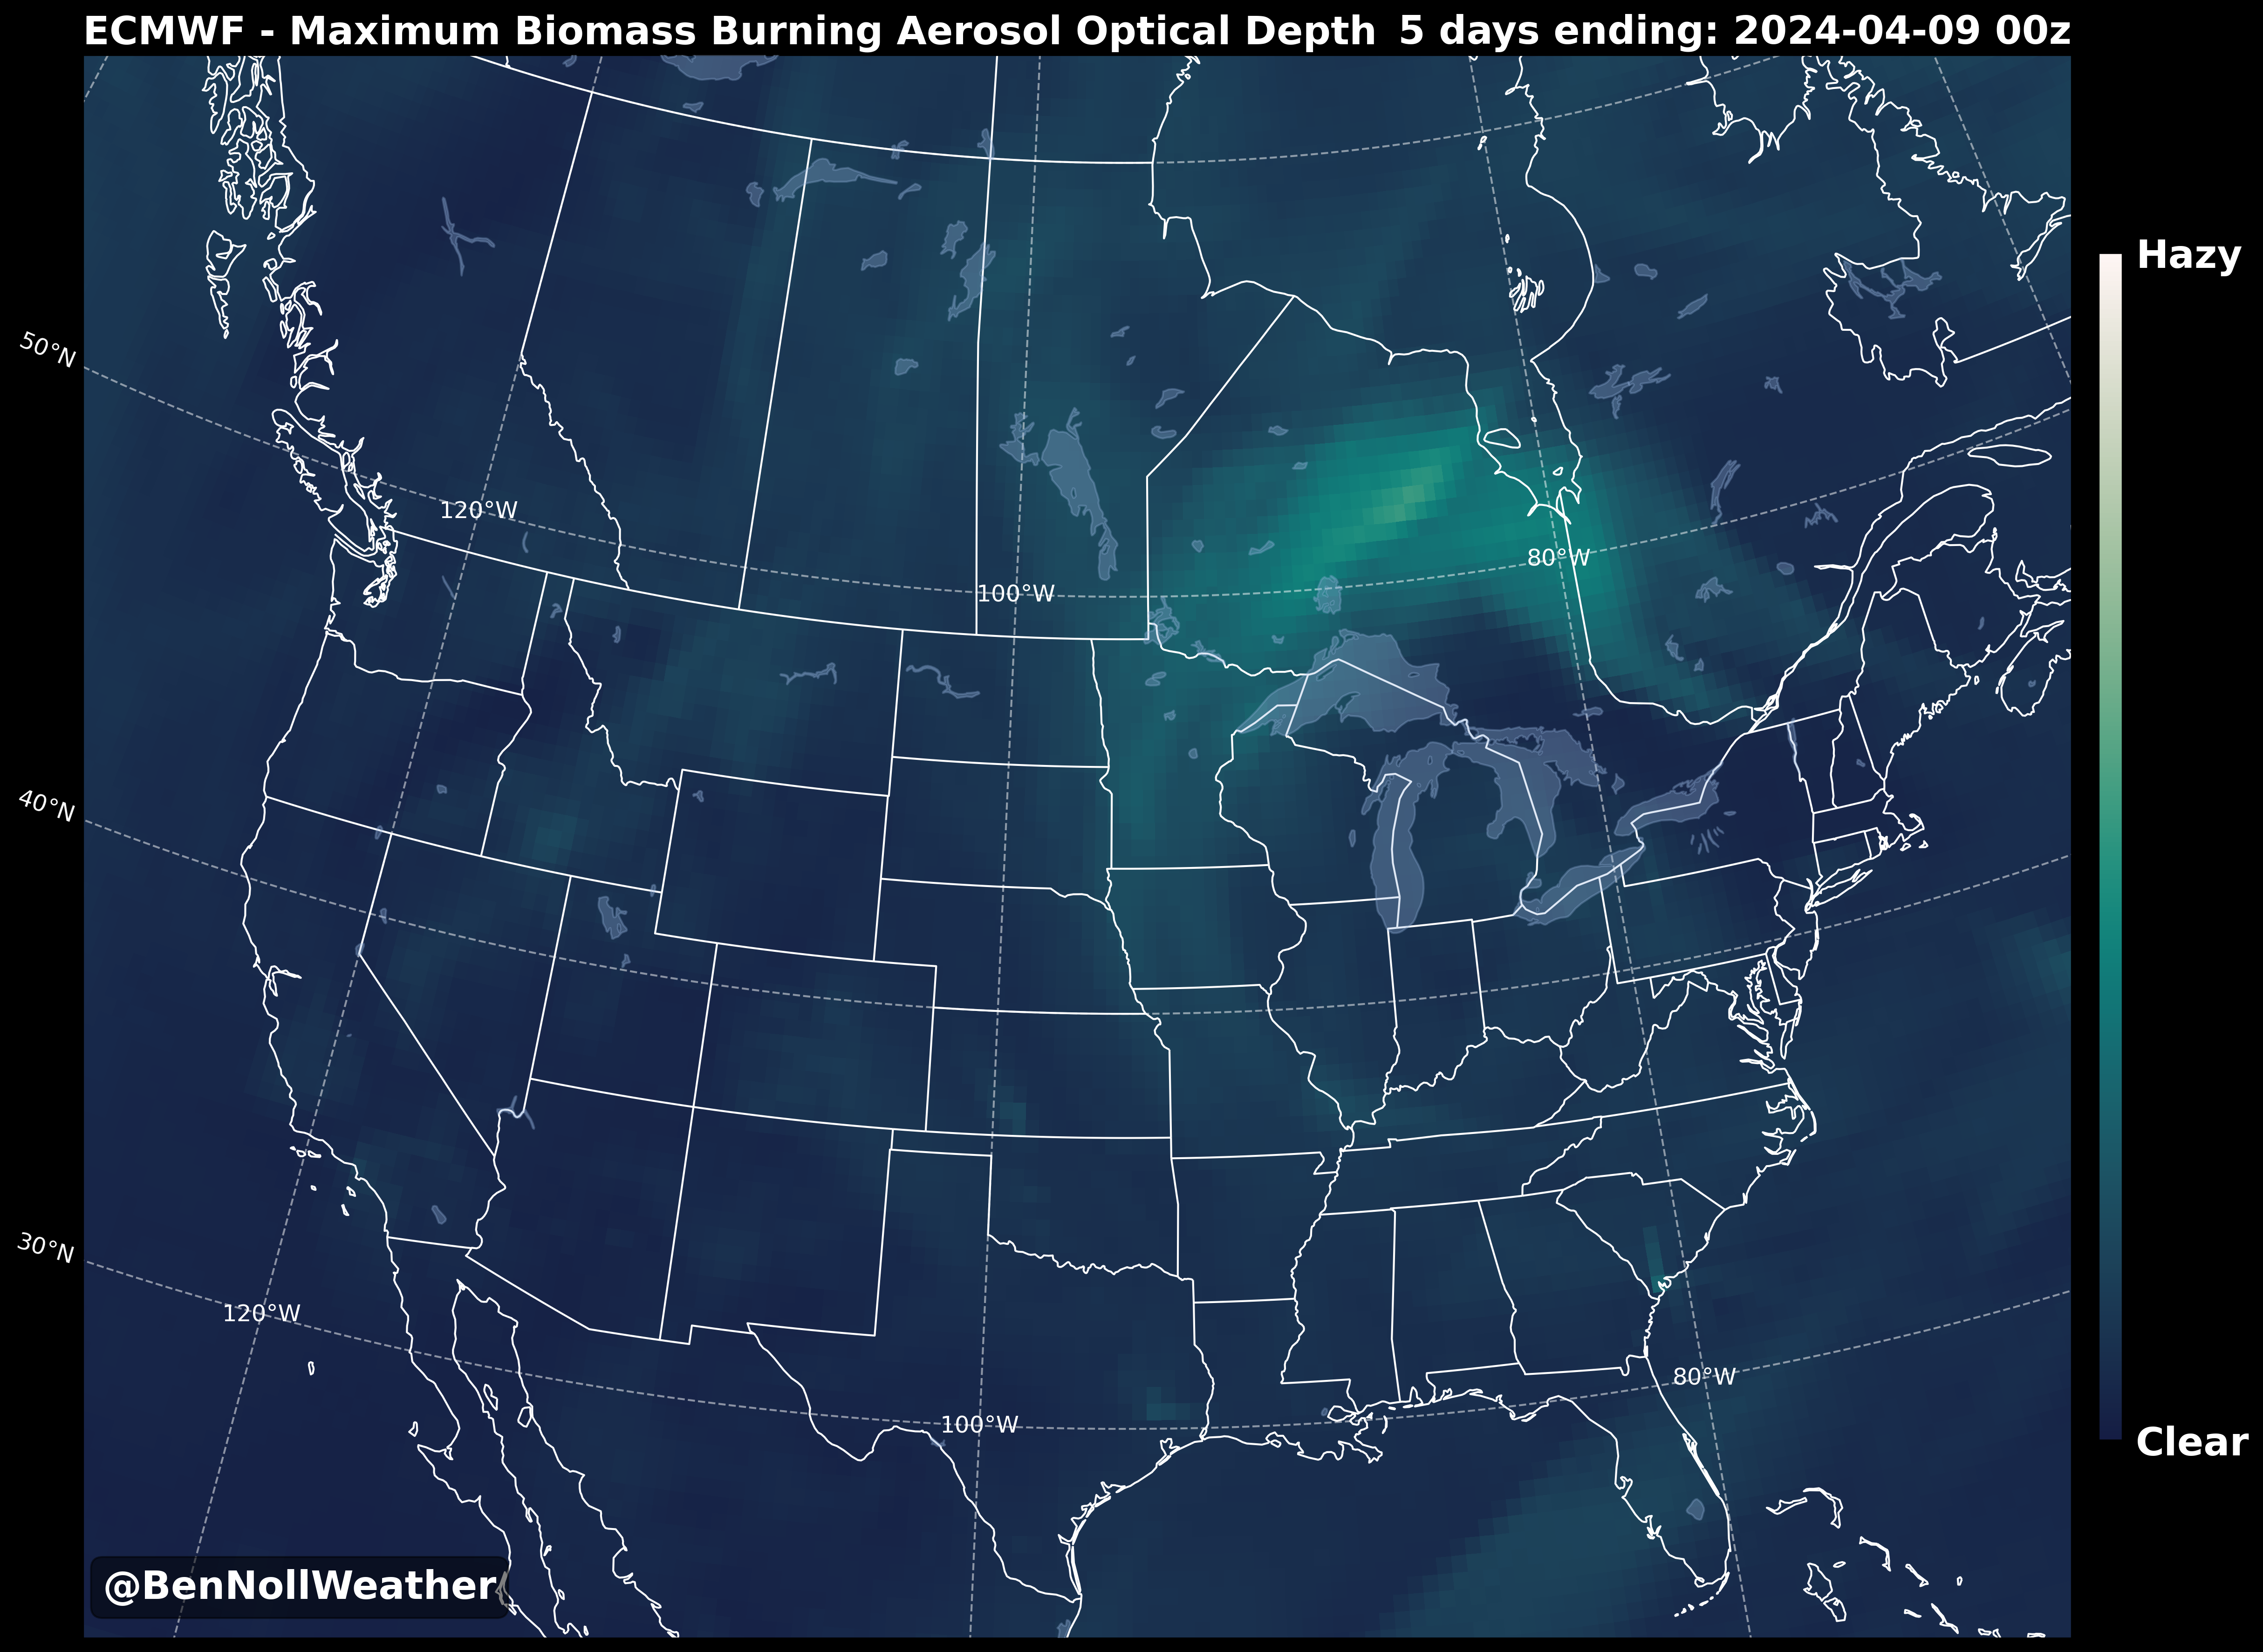 ECMWF - Maximum Biomass Burning Aerosol Optical Depth 5 days ending: 2024-04-09 00z
Hazy
50°N
120°W
80°W
100°W
40°N
30°N
120°W
80°W
100°W
Clear
@BenNollWeather